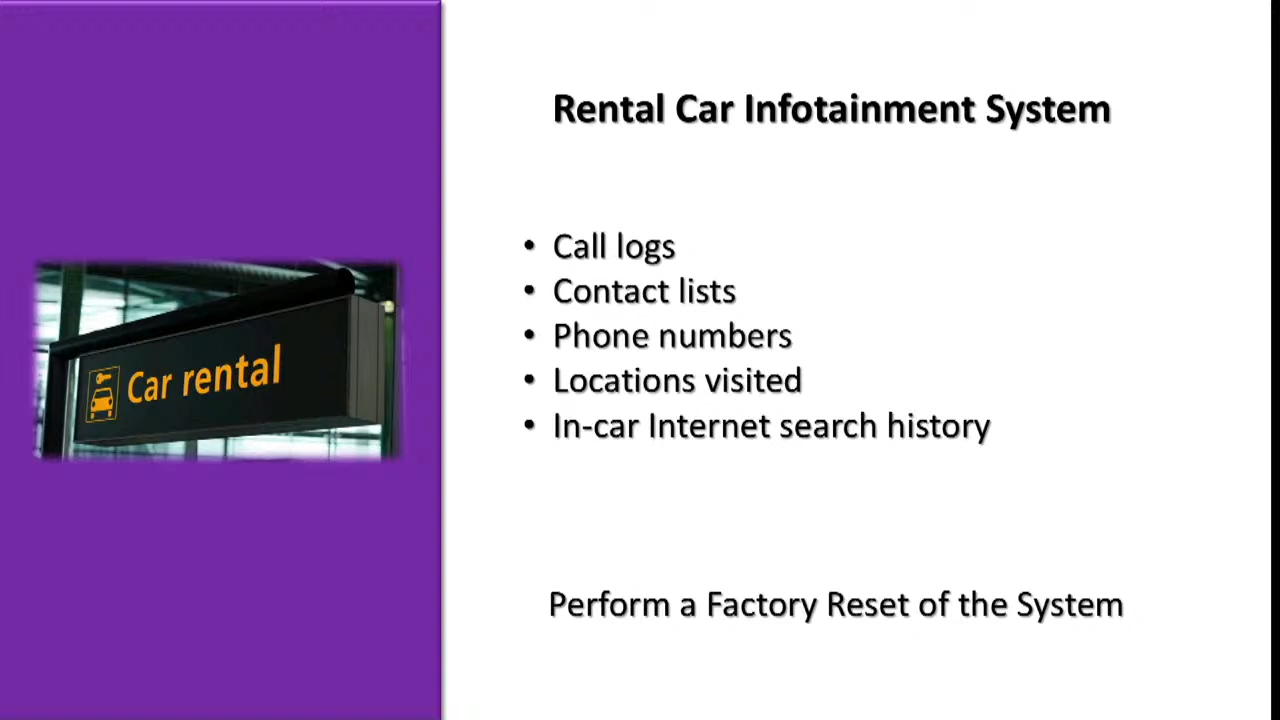 Rental Car Infotainment System
Car rental
• Call logs
• Contact lists
• Phone numbers
• Locations visited
• In-car Internet search history
Perform a Factory Reset of the System